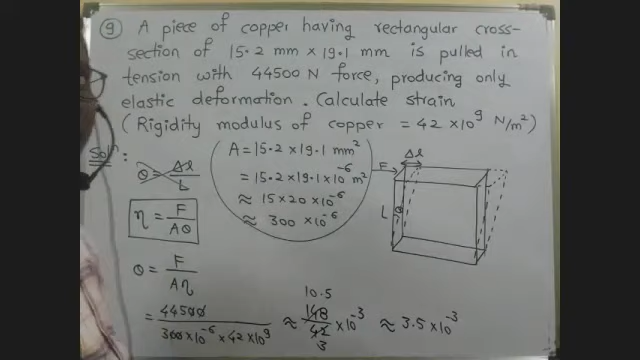 ⑨ A piece of copper having rectangular cross-
section of 15.2 mm × 19.1 mm is pulled in
tension with 44500 N force, producing only
elastic deformation. Calculate strain
(Rigidity modulus of copper = 42 × 10⁹ N/m²)
Solⁿ:
θ = Δl / L
η = F / Aθ
θ = F / Aη
= 44500 / 300 × 10⁻⁶ × 42 × 10⁹ ≈ 148 / 42 × 10⁻³ ≈ 3.5 × 10⁻³
10.5
3
A = 15.2 × 19.1 mm²
= 15.2 × 19.1 × 10⁻⁶ m²
≈ 15 × 20 × 10⁻⁶
≈ 300 × 10⁻⁶
F
Δl
L
θ